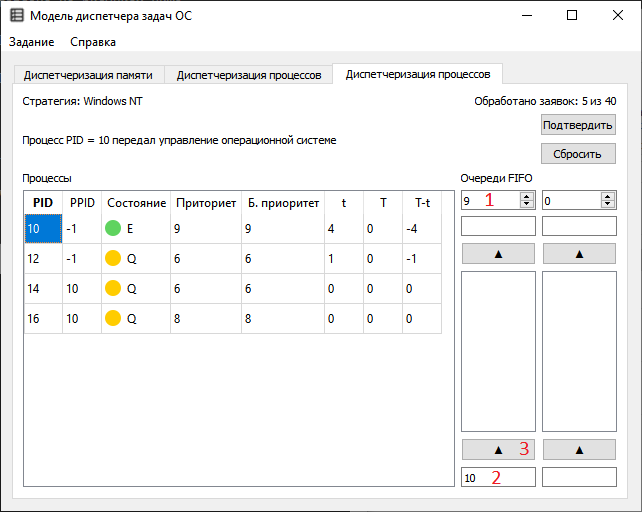 Модель диспетчера задач ОС
Задание Справка
Диспетчеризация памяти Диспетчеризация процессов Диспетчеризация процессов
Стратегия: Windows NT Обработано заявок: 5 из 40
Подтвердить
Процесс PID = 10 передал управление операционной системе
Сбросить
Процессы Очереди FIFO
PID PPID Состояние Приториет Б. приоритет t T T-t
9 1 0
10 -1 E 9 9 4 0 -4
12 -1 Q 6 6 1 0 -1
▲ ▲
14 10 Q 6 6 0 0 0
16 10 Q 8 8 0 0 0
▲ 3 ▲
10 2